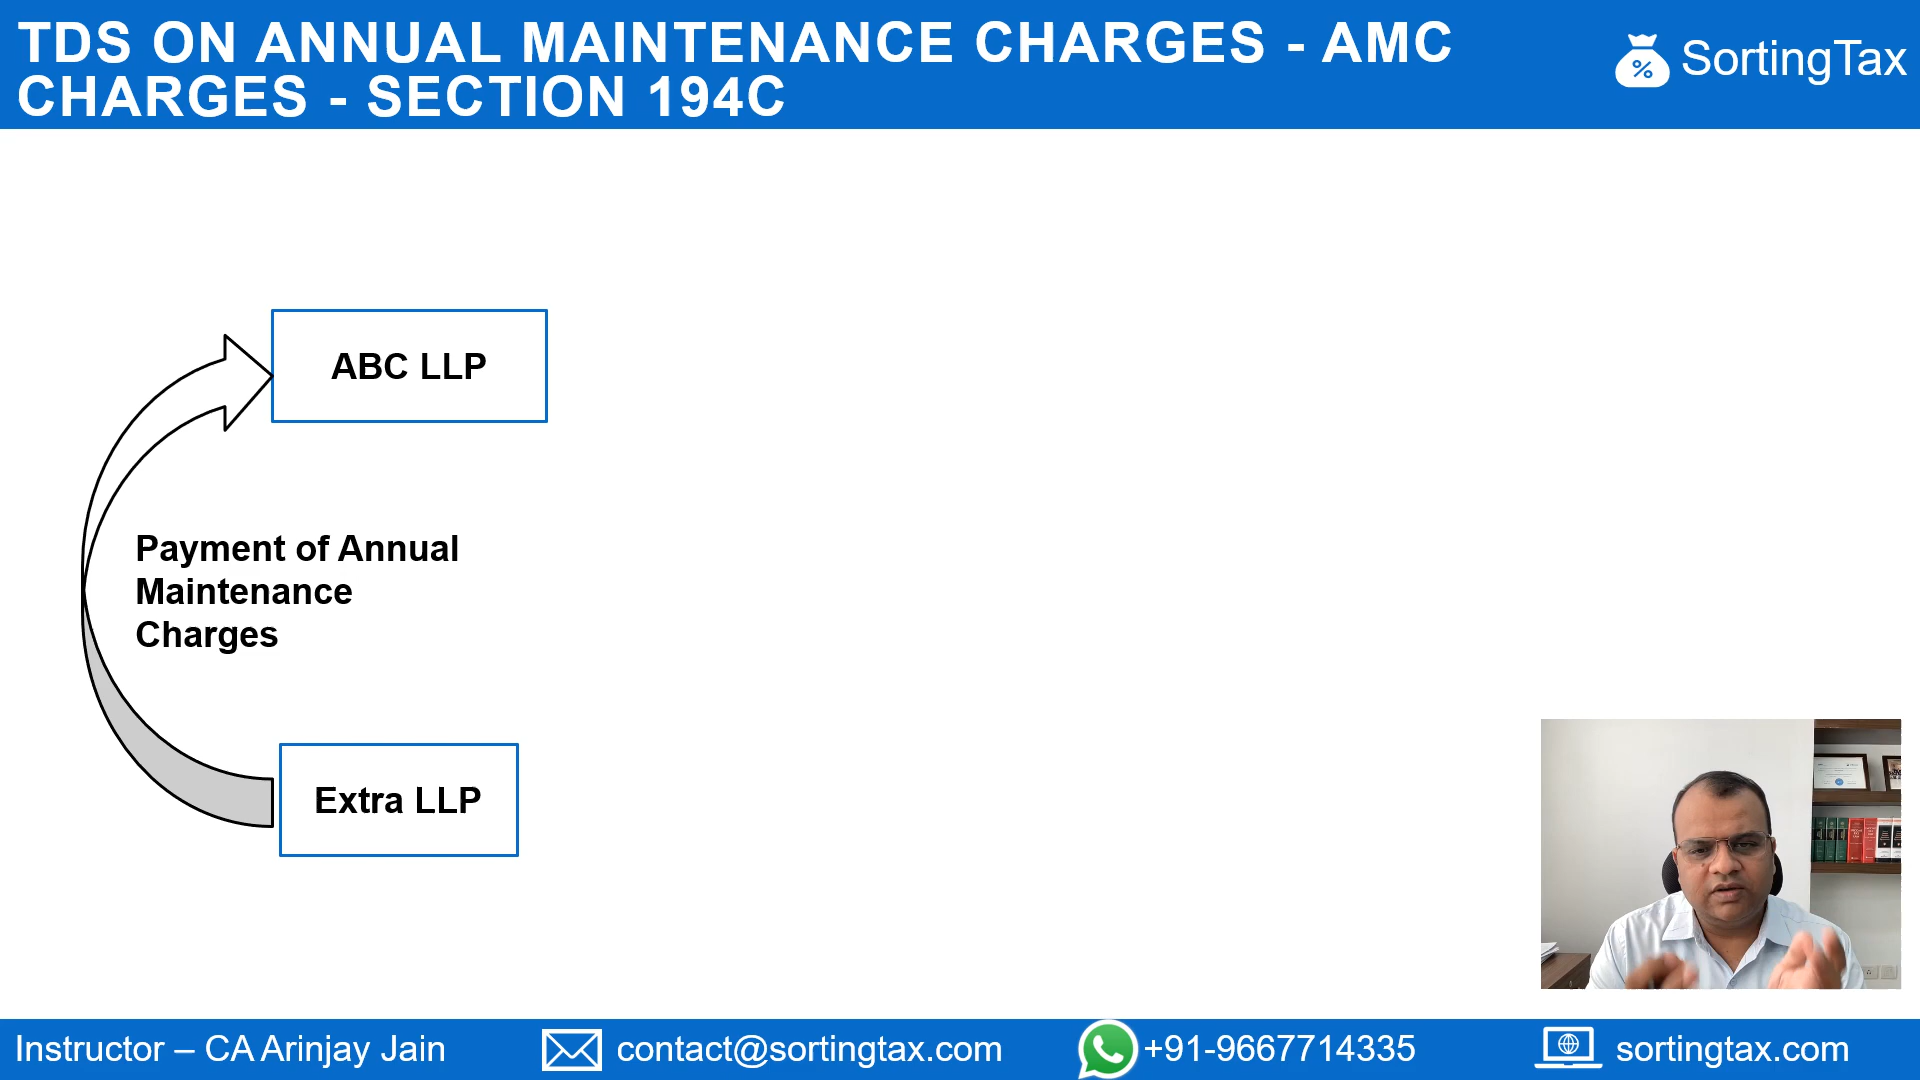 TDS ON ANNUAL MAINTENANCE CHARGES - AMC
CHARGES - SECTION 194C
SortingTax
ABC LLP
Payment of Annual
Maintenance
Charges
Extra LLP
Instructor – CA Arinjay Jain
contact@sortingtax.com
+91-9667714335
sortingtax.com